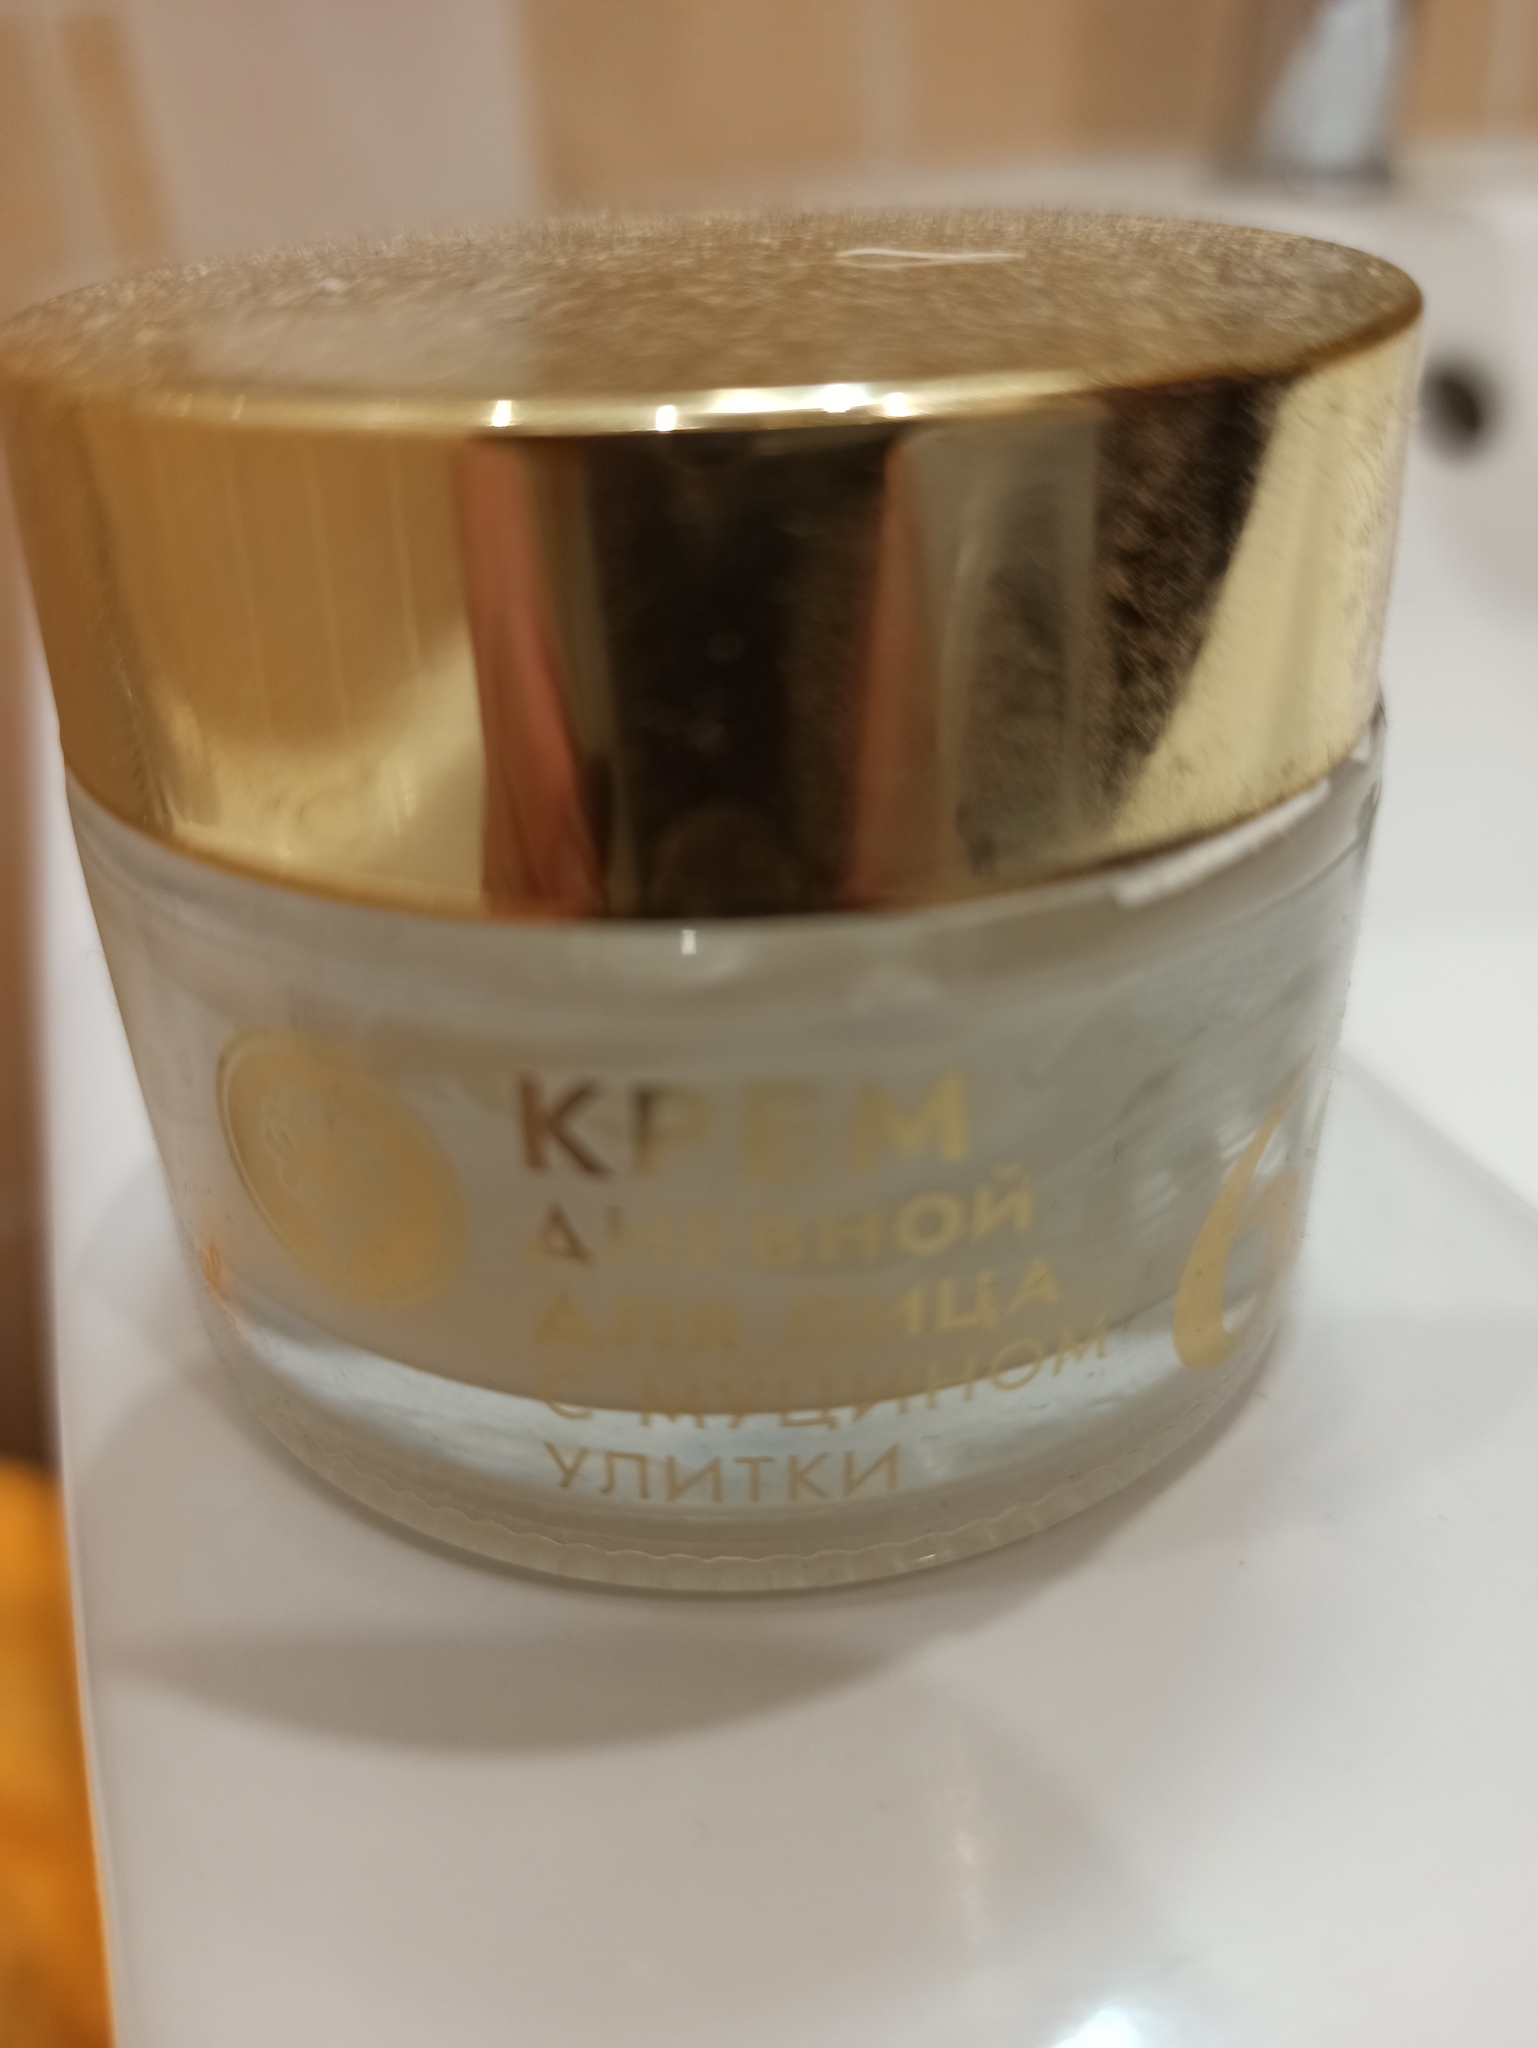 КРЕМ
ДНЕВНОЙ
ДЛЯ ЛИЦА
С МУЦИНОМ
УЛИТКИ